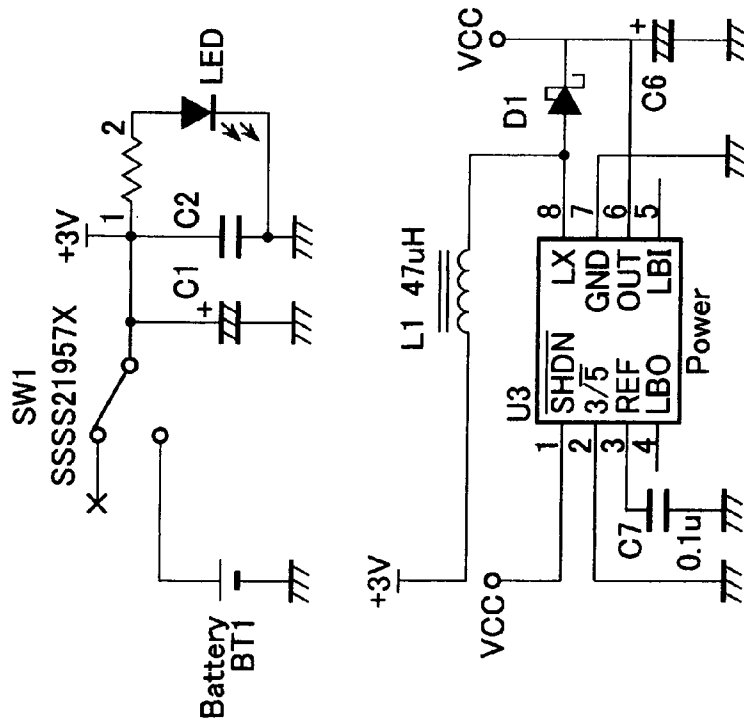 SW1
SSSS21957X
+3V
1
2
LED
C1
+
C2
Battery
BT1
+3V
L1 47uH
VCC
VCC
D1
U3
1
2
3
4
SHDN
3/5
REF
LBO
LX
GND
OUT
LBI
8
7
6
5
Power
C7
0.1u
+
C6